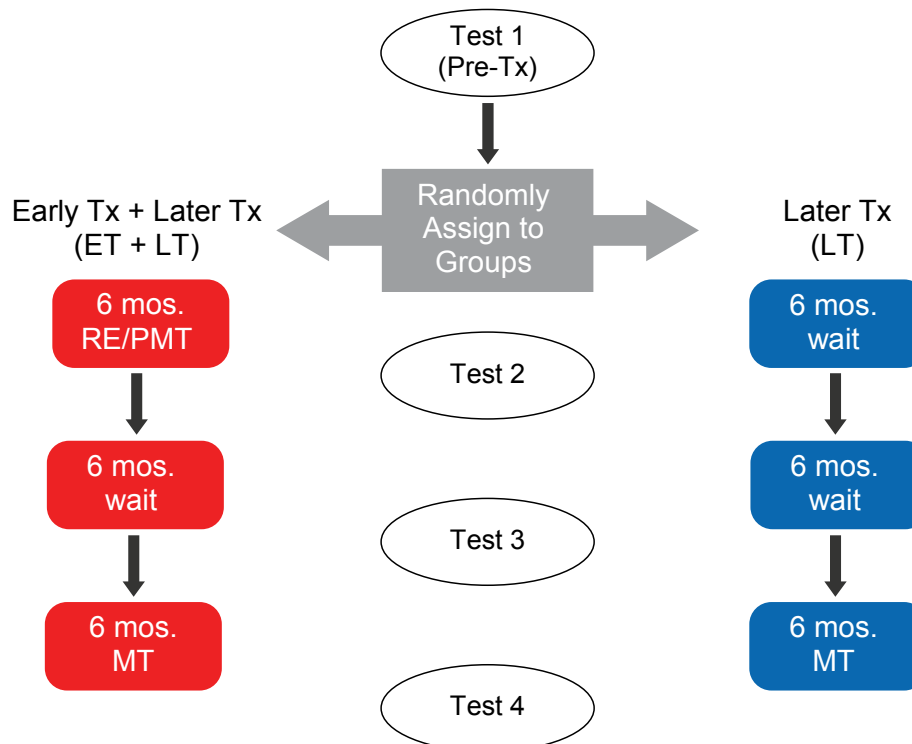 Test 1
(Pre-Tx)
Randomly
Assign to
Groups
Early Tx + Later Tx
(ET + LT)
Later Tx
(LT)
6 mos.
RE/PMT
6 mos.
wait
Test 2
6 mos.
wait
6 mos.
wait
Test 3
6 mos.
MT
6 mos.
MT
Test 4